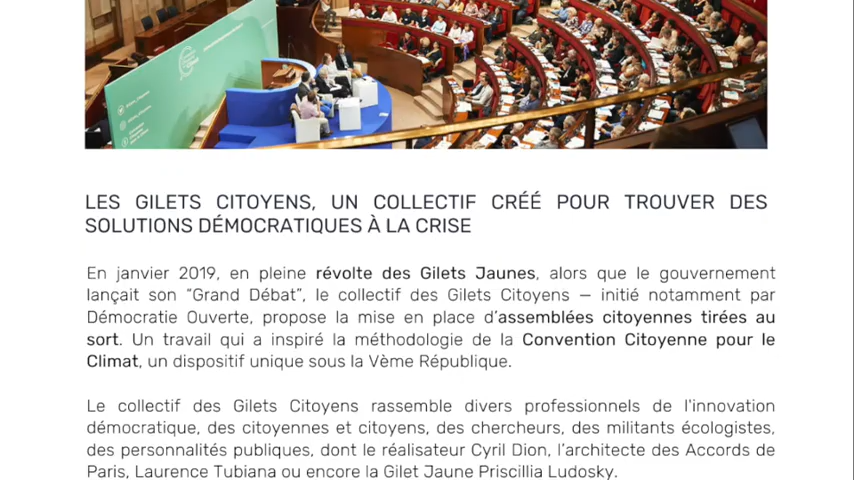 LES GILETS CITOYENS, UN COLLECTIF CRÉÉ POUR TROUVER DES
SOLUTIONS DÉMOCRATIQUES À LA CRISE
En janvier 2019, en pleine révolte des Gilets Jaunes, alors que le gouvernement
lançait son “Grand Débat”, le collectif des Gilets Citoyens — initié notamment par
Démocratie Ouverte, propose la mise en place d’assemblées citoyennes tirées au
sort. Un travail qui a inspiré la méthodologie de la Convention Citoyenne pour le
Climat, un dispositif unique sous la Vème République.
Le collectif des Gilets Citoyens rassemble divers professionnels de l'innovation
démocratique, des citoyennes et citoyens, des chercheurs, des militants écologistes,
des personnalités publiques, dont le réalisateur Cyril Dion, l’architecte des Accords de
Paris, Laurence Tubiana ou encore la Gilet Jaune Priscillia Ludosky.